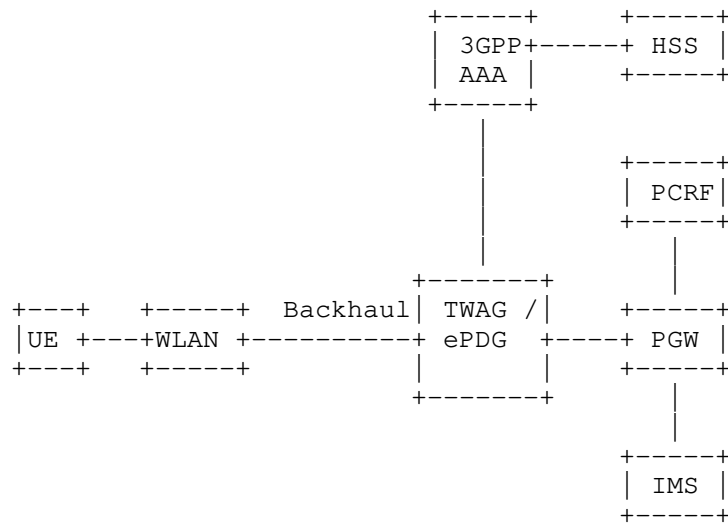 3GPP HSS
AAA
PCRF
Backhaul TWAG /
UE WLAN ePDG PGW
IMS